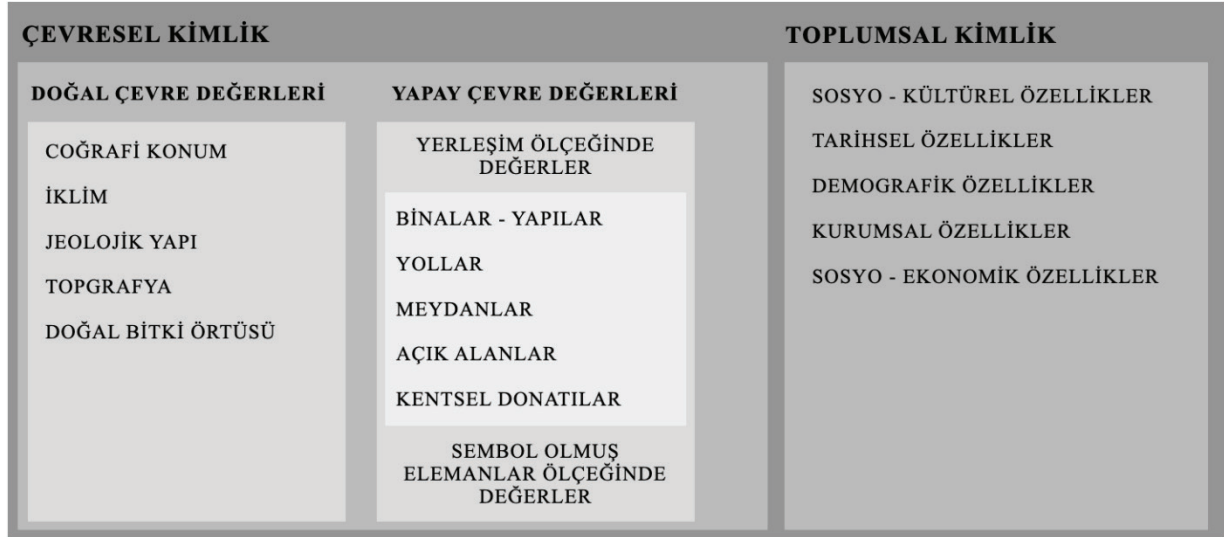 ÇEVRESEL KİMLİK
DOĞAL ÇEVRE DEĞERLERİ
COĞRAFİ KONUM
İKLİM
JEOLOJİK YAPI
TOPGRAFYA
DOĞAL BİTKİ ÖRTÜSÜ
YAPAY ÇEVRE DEĞERLERİ
YERLEŞİM ÖLÇEĞİNDE
DEĞERLER
BİNALAR - YAPILAR
YOLLAR
MEYDANLAR
AÇIK ALANLAR
KENTSEL DONATILAR
SEMBOL OLMUŞ
ELEMANLAR ÖLÇEĞİNDE
DEĞERLER
TOPLUMSAL KİMLİK
SOSYO - KÜLTÜREL ÖZELLİKLER
TARİHSEL ÖZELLİKLER
DEMOGRAFİK ÖZELLİKLER
KURUMSAL ÖZELLİKLER
SOSYO - EKONOMİK ÖZELLİKLER